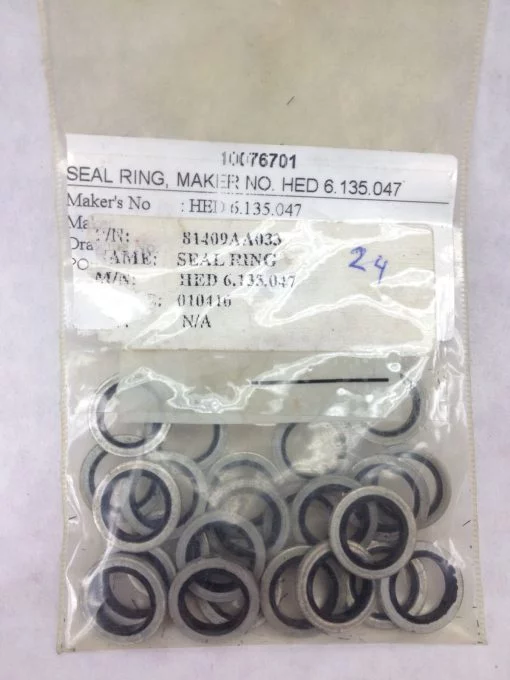 10076701
SEAL RING, MAKER NO. HED 6.135.047
Maker's No : HED 6.135.047
P/N: 81409AA033
NAME: SEAL RING
M/N: HED 6.135.047
010416
N/A
24